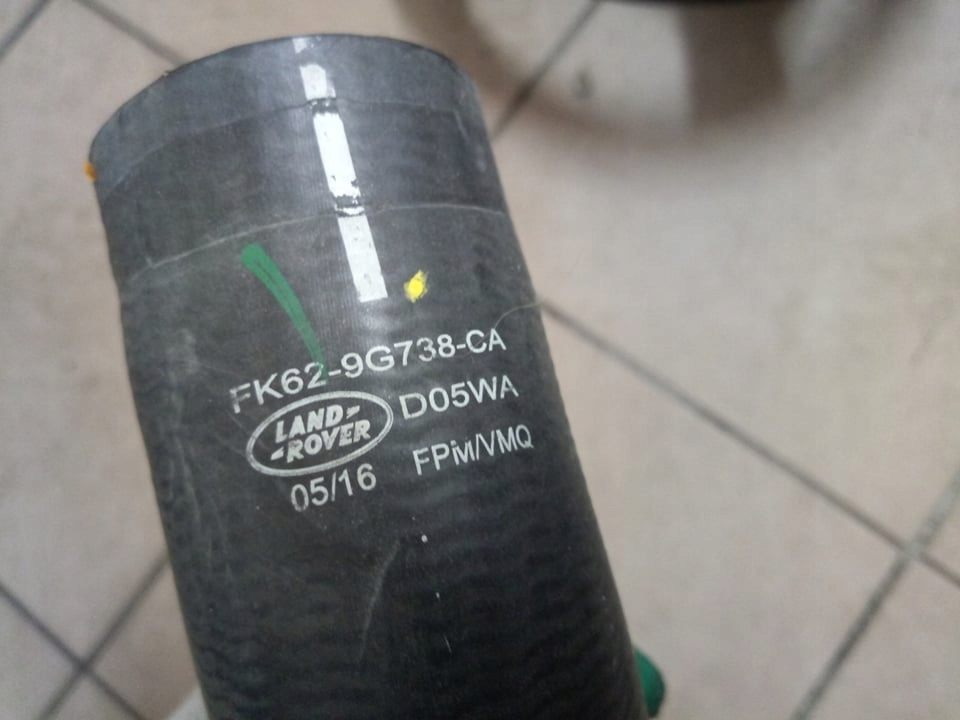 FK62-9G738-CA
LAND-
-ROVER
D05WA
05/16
FPM/VMQ